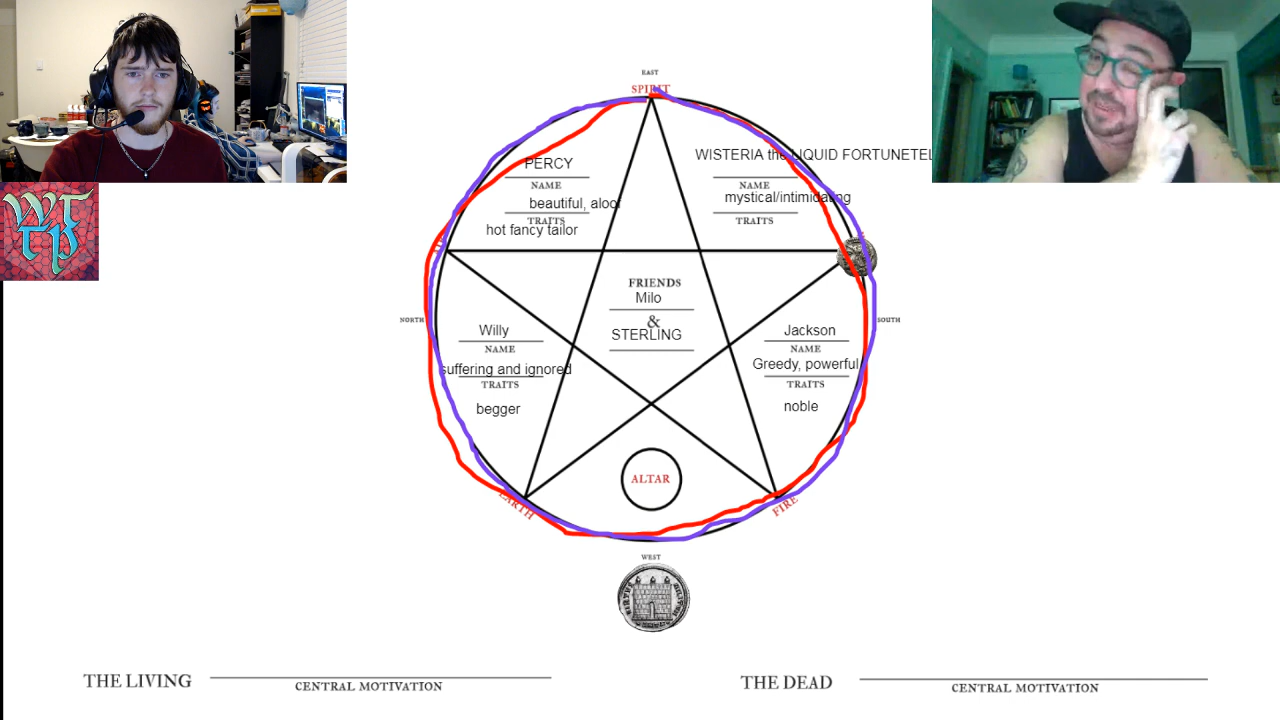 EAST
SPIRIT
PERCY
NAME
beautiful, aloof
TRAITS
hot fancy tailor
WISTERIA the LIQUID FORTUNETEL
NAME
mystical/intimidating
TRAITS
WTTP
FRIENDS
Milo
&
STERLING
NORTH
SOUTH
Willy
NAME
suffering and ignored
TRAITS
begger
Jackson
NAME
Greedy, powerful
TRAITS
noble
ALTAR
EARTH
FIRE
WEST
THE LIVING
CENTRAL MOTIVATION
THE DEAD
CENTRAL MOTIVATION